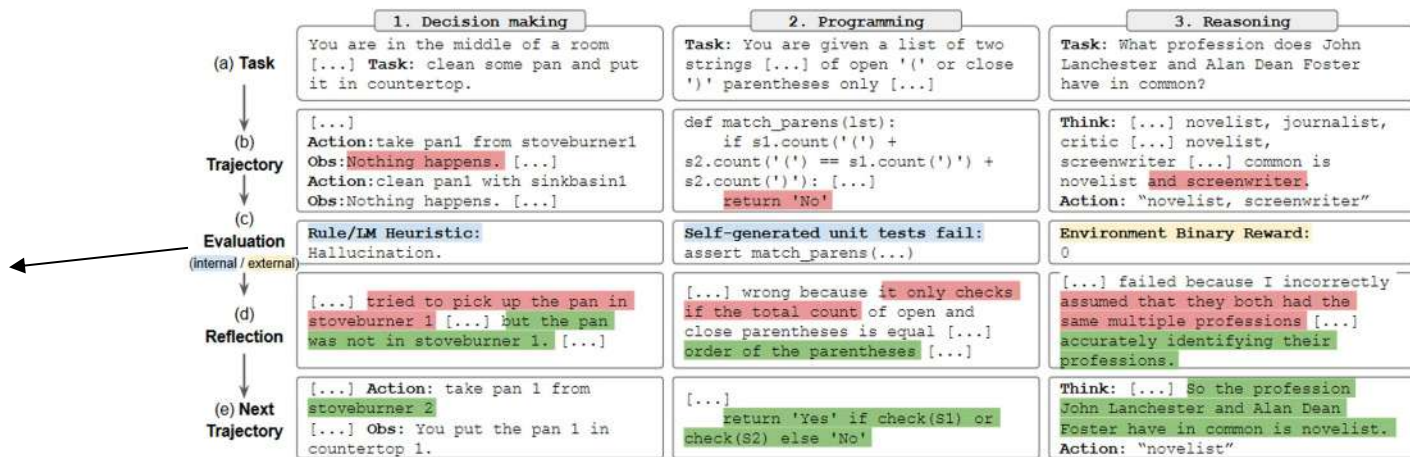 1. Decision making
2. Programming
3. Reasoning
(a) Task
You are in the middle of a room
[...] Task: clean some pan and put
it in countertop.
Task: You are given a list of two
strings [...] of open '(' or close
')' parentheses only [...]
Task: What profession does John
Lanchester and Alan Dean Foster
have in common?
(b)
Trajectory
[...]
Action:take pan1 from stoveburner1
Obs:Nothing happens. [...]
Action:clean pan1 with sinkbasin1
Obs:Nothing happens. [...]
def match_parens(lst):
if s1.count('(') +
s2.count('(') == s1.count(')') +
s2.count(')'): [...]
return 'No'
Think: [...] novelist, journalist,
critic [...] novelist,
screenwriter [...] common is
novelist and screenwriter.
Action: “novelist, screenwriter”
(c)
Evaluation
(internal / external)
Rule/LM Heuristic:
Hallucination.
Self-generated unit tests fail:
assert match_parens(...)
Environment Binary Reward:
0
(d)
Reflection
[...] tried to pick up the pan in
stoveburner 1 [...] but the pan
was not in stoveburner 1. [...]
[...] wrong because it only checks
if the total count of open and
close parentheses is equal [...]
order of the parentheses [...]
[...] failed because I incorrectly
assumed that they both had the
same multiple professions [...]
accurately identifying their
professions.
(e) Next
Trajectory
[...] Action: take pan 1 from
stoveburner 2
[...] Obs: You put the pan 1 in
countertop 1.
[...]
return 'Yes' if check(S1) or
check(S2) else 'No'
Think: [...] So the profession
John Lanchester and Alan Dean
Foster have in common is novelist.
Action: “novelist”